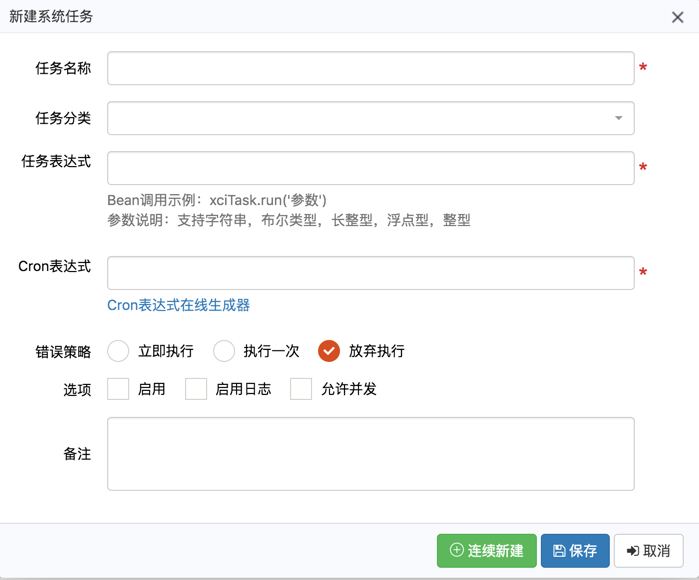 新建系统任务
任务名称 *
任务分类
任务表达式 *
Bean调用示例：xciTask.run('参数')
参数说明：支持字符串，布尔类型，长整型，浮点型，整型
Cron表达式 *
Cron表达式在线生成器
错误策略 立即执行 执行一次 放弃执行
选项 启用 启用日志 允许并发
备注
连续新建 保存 取消